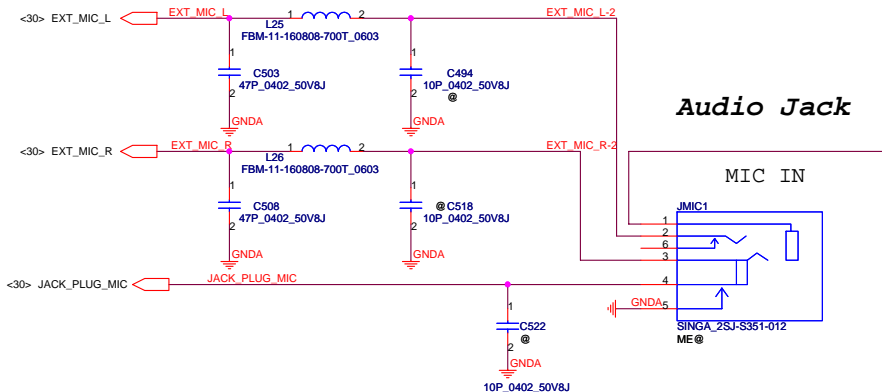 <30> EXT_MIC_L
EXT_MIC_L
1
L25
2
FBM-11-160808-700T_0603
EXT_MIC_L-2
1
C503
47P_0402_50V8J
2
GNDA
1
C494
10P_0402_50V8J
@
2
GNDA
Audio Jack
<30> EXT_MIC_R
EXT_MIC_R
1
L26
2
FBM-11-160808-700T_0603
EXT_MIC_R-2
MIC IN
1
C508
47P_0402_50V8J
2
GNDA
1
@ C518
10P_0402_50V8J
2
GNDA
JMIC1
1
2
6
3
4
5
GNDA
SINGA_2SJ-S351-012
ME@
<30> JACK_PLUG_MIC
JACK_PLUG_MIC
1
C522
@
2
GNDA
10P_0402_50V8J